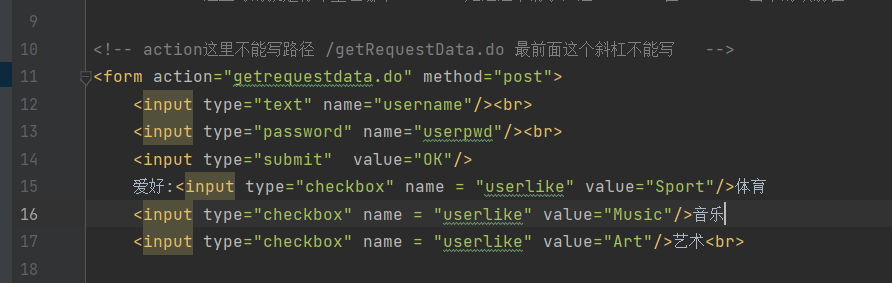 9
10 <!-- action这里不能写路径 /getRequestData.do 最前面这个斜杠不能写   -->
11 <form action="getrequestdata.do" method="post">
12 <input type="text" name="username"/><br>
13 <input type="password" name="userpwd"/><br>
14 <input type="submit"  value="OK"/>
15 爱好:<input type="checkbox" name = "userlike" value="Sport"/>体育
16 <input type="checkbox" name = "userlike" value="Music"/>音乐
17 <input type="checkbox" name = "userlike" value="Art"/>艺术<br>
18